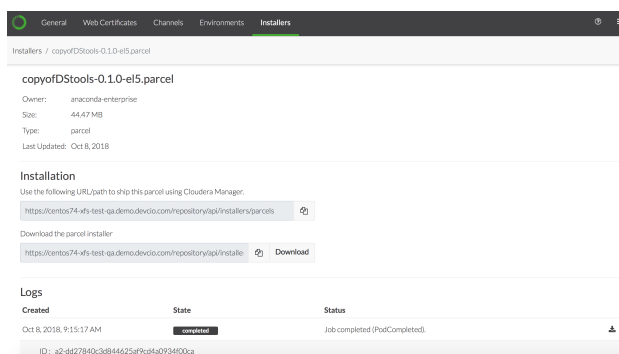 General Web Certificates Channels Environments Installers
Installers / copyofDStools-0.1.0-el5.parcel
copyofDStools-0.1.0-el5.parcel
Owner: anaconda-enterprise
Size: 44.47 MB
Type: parcel
Last Updated: Oct 8, 2018
Installation
Use the following URL/path to ship this parcel using Cloudera Manager.
https://centos74-xfs-test-qa.demo.devcio.com/repository/api/installers/parcels
Download the parcel installer
https://centos74-xfs-test-qa.demo.devcio.com/repository/api/installe Download
Logs
Created State Status
Oct 8, 2018, 9:15:17 AM completed Job completed (PodCompleted).
ID: a2-dd27840c3d844625af9cd4a0934f00ca